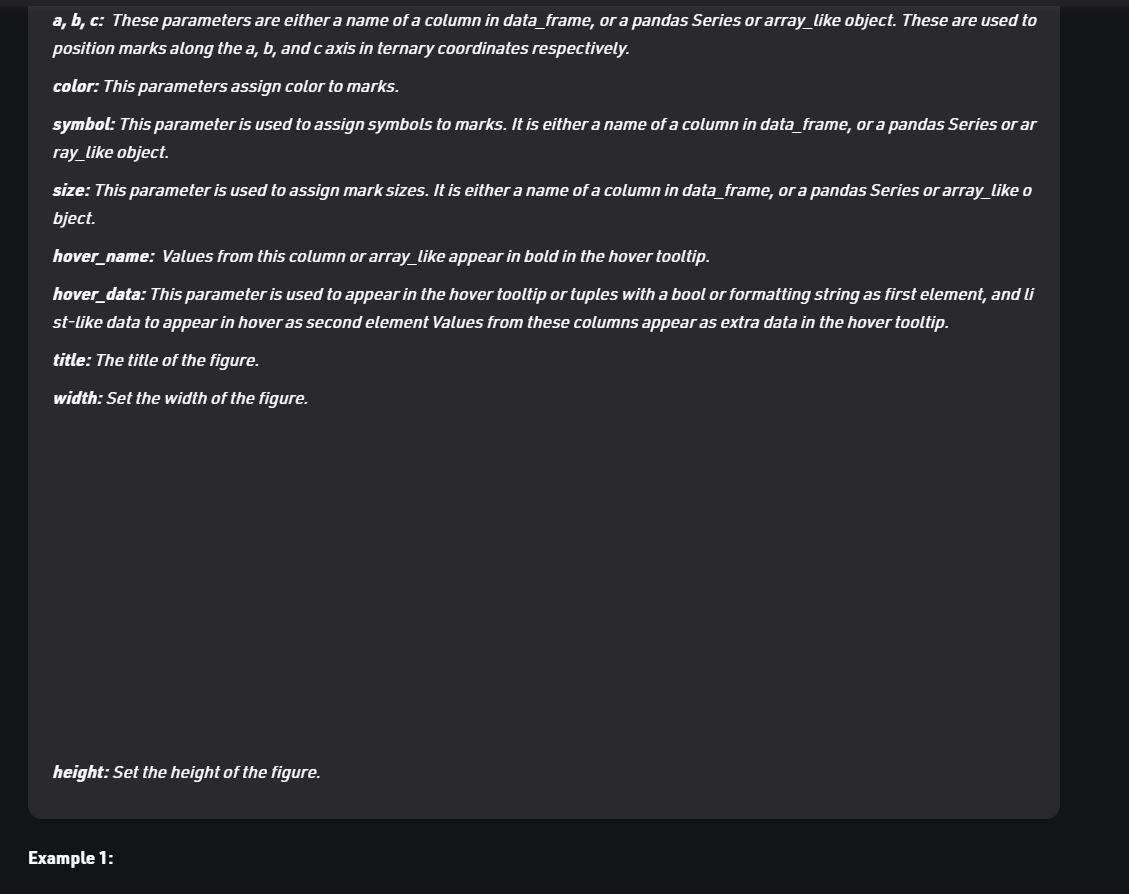 a, b, c:  These parameters are either a name of a column in data_frame, or a pandas Series or array_like object. These are used to
position marks along the a, b, and c axis in ternary coordinates respectively.
color: This parameters assign color to marks.
symbol: This parameter is used to assign symbols to marks. It is either a name of a column in data_frame, or a pandas Series or ar
ray_like object.
size: This parameter is used to assign mark sizes. It is either a name of a column in data_frame, or a pandas Series or array_like o
bject.
hover_name:  Values from this column or array_like appear in bold in the hover tooltip.
hover_data: This parameter is used to appear in the hover tooltip or tuples with a bool or formatting string as first element, and li
st-like data to appear in hover as second element Values from these columns appear as extra data in the hover tooltip.
title: The title of the figure.
width: Set the width of the figure.
height: Set the height of the figure.
Example 1: